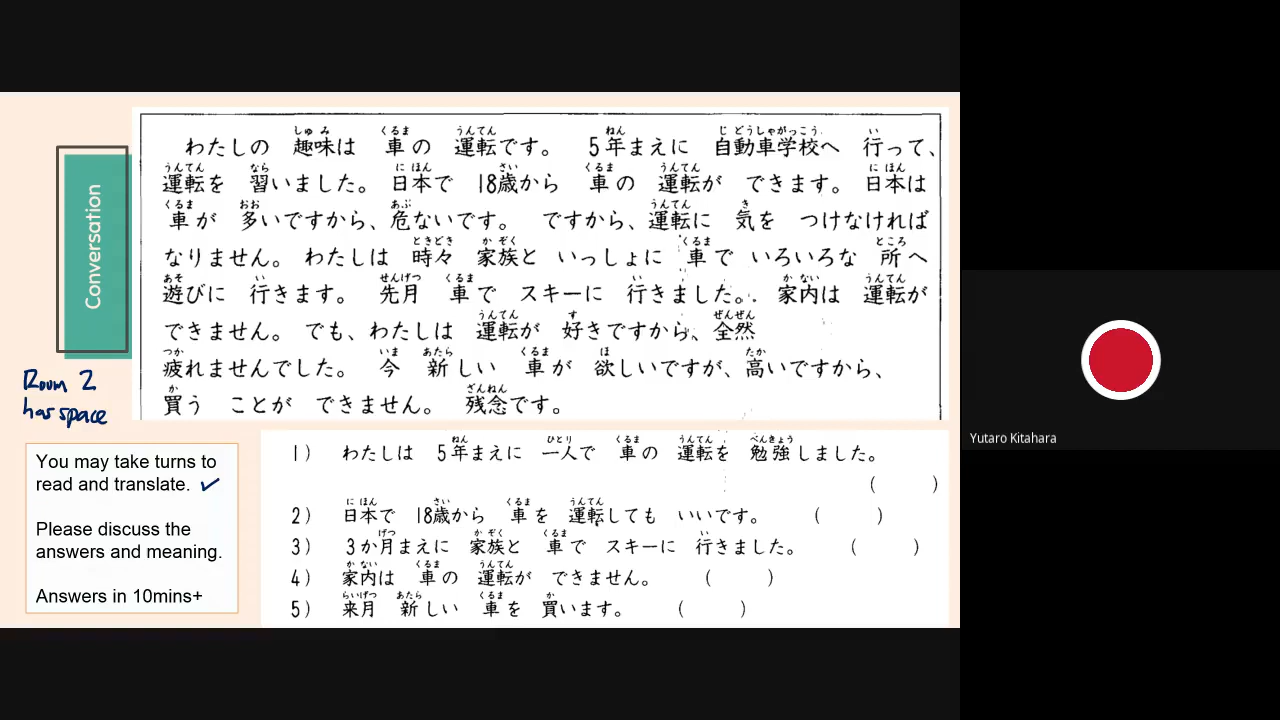 Conversation
わたしの 趣味は 車の 運転です。 5年まえに 自動車学校へ 行って、
運転を 習いました。 日本で 18歳から 車の 運転が できます。 日本は
車が 多いですから、危ないです。 ですから、運転に 気を つけなければ
なりません。 わたしは 時々 家族と いっしょに 車で いろいろな 所へ
遊びに 行きます。 先月 車で スキーに 行きました。 家内は 運転が
できません。 でも、わたしは 運転が 好きですから、全然
疲れませんでした。 今 新しい 車が 欲しいですが、高いですから、
買う ことが できません。 残念です。
Room 2
has space
You may take turns to
read and translate. ✓
Please discuss the
answers and meaning.
Answers in 10mins+
1) わたしは 5年まえに 一人で 車の 運転を 勉強しました。
( )
2) 日本で 18歳から 車を 運転しても いいです。 ( )
3) 3か月まえに 家族と 車で スキーに 行きました。 ( )
4) 家内は 車の 運転が できません。 ( )
5) 来月 新しい 車を 買います。 ( )
Yutaro Kitahara